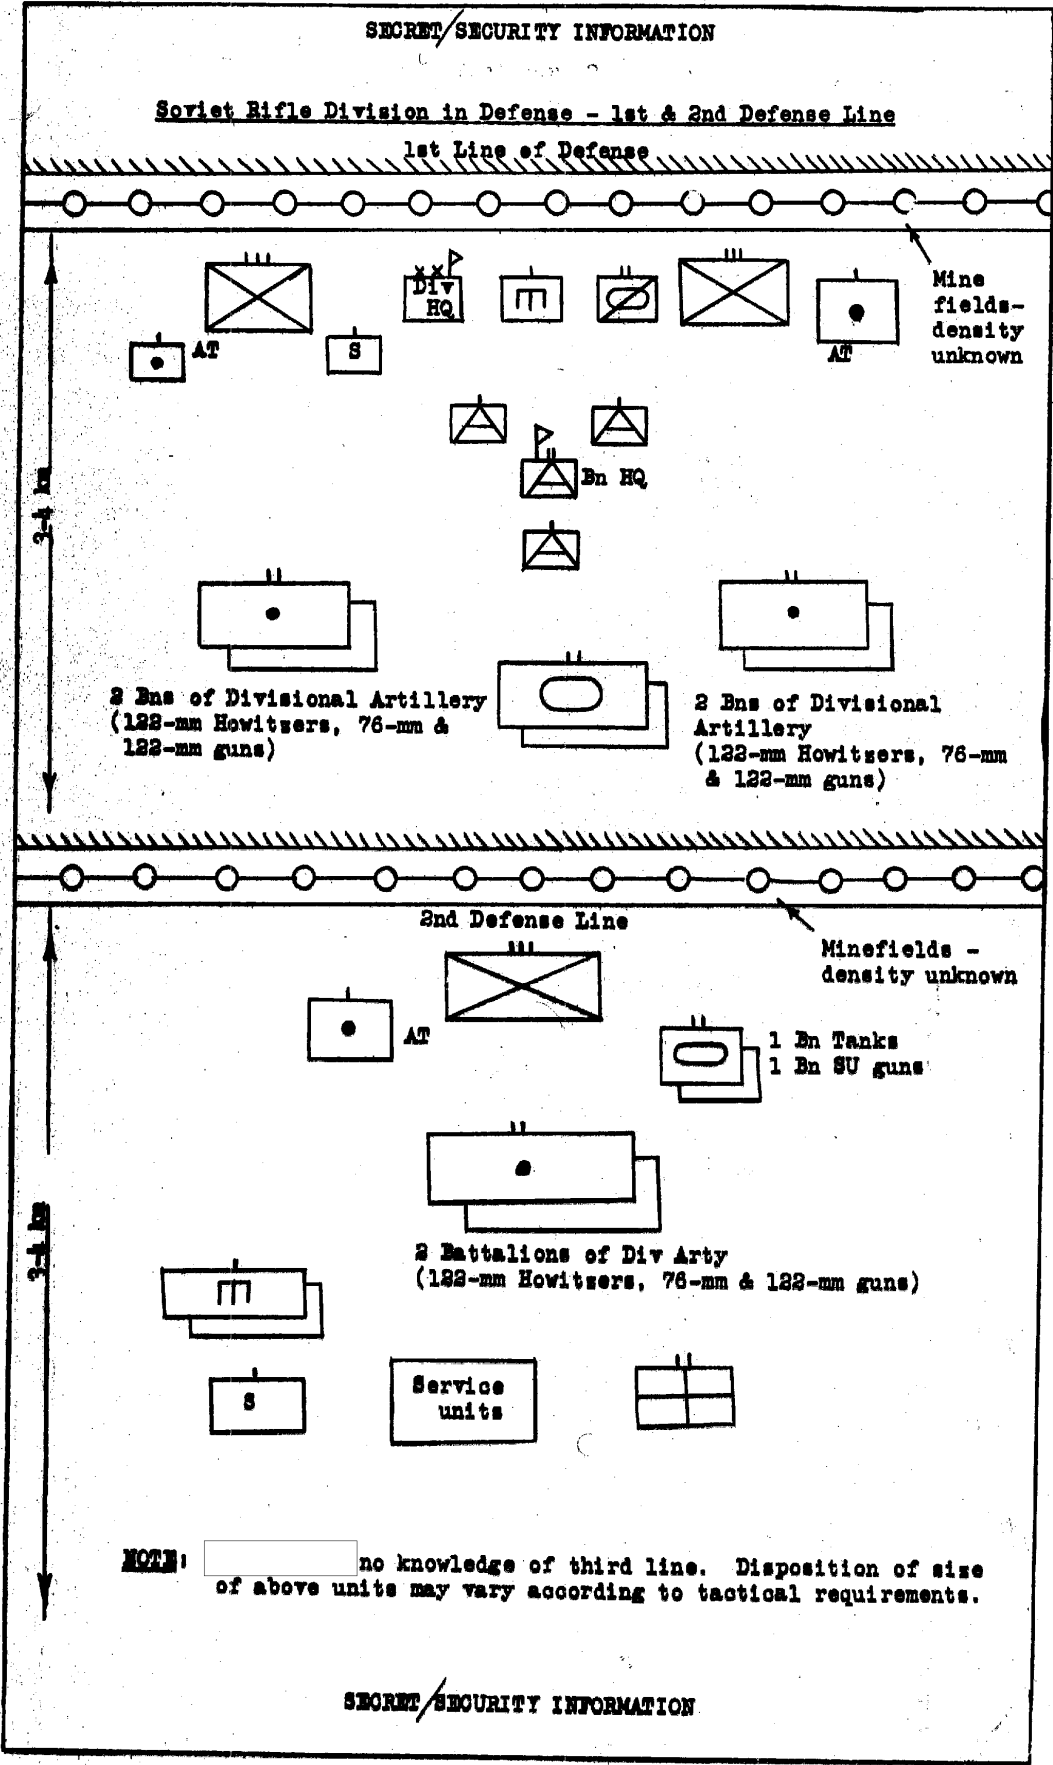 SECRET/SECURITY INFORMATION
Soviet Rifle Division in Defense - 1st & 2nd Defense Line
1st Line of Defense
Mine
fields-
density
unknown
Div
HQ
AT
S
AT
Bn HQ
3-4 km
2 Bns of Divisional Artillery
(122-mm Howitzers, 76-mm &
122-mm guns)
2 Bns of Divisional
Artillery
(122-mm Howitzers, 76-mm
& 122-mm guns)
2nd Defense Line
Minefields -
density unknown
AT
1 Bn Tanks
1 Bn SU guns
3-4 km
2 Battalions of Div Arty
(122-mm Howitzers, 76-mm & 122-mm guns)
S
Service
units
NOTE: no knowledge of third line. Disposition of size
of above units may vary according to tactical requirements.
SECRET/SECURITY INFORMATION